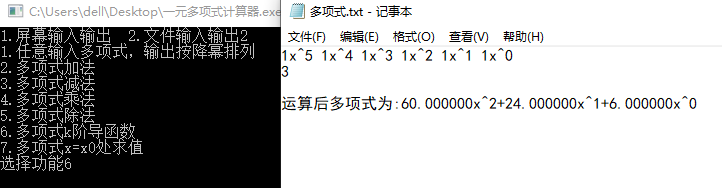 C:\Users\dell\Desktop\一元多项式计算器.exe
1.屏幕输入输出 2.文件输入输出2
1.任意输入多项式，输出按降幂排列
2.多项式加法
3.多项式减法
4.多项式乘法
5.多项式除法
6.多项式k阶导函数
7.多项式x=x0处求值
选择功能6
多项式.txt - 记事本
文件(F) 编辑(E) 格式(O) 查看(V) 帮助(H)
1x^5 1x^4 1x^3 1x^2 1x^1 1x^0
3
运算后多项式为:60.000000x^2+24.000000x^1+6.000000x^0